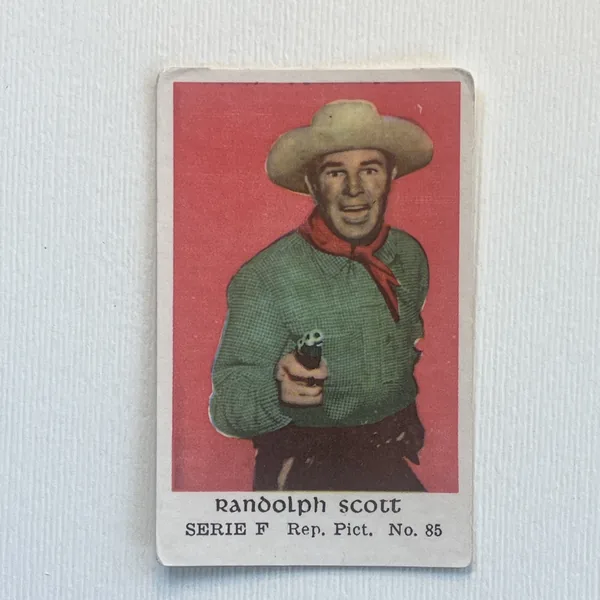 Randolph Scott
SERIE F Rep. Pict. No. 85